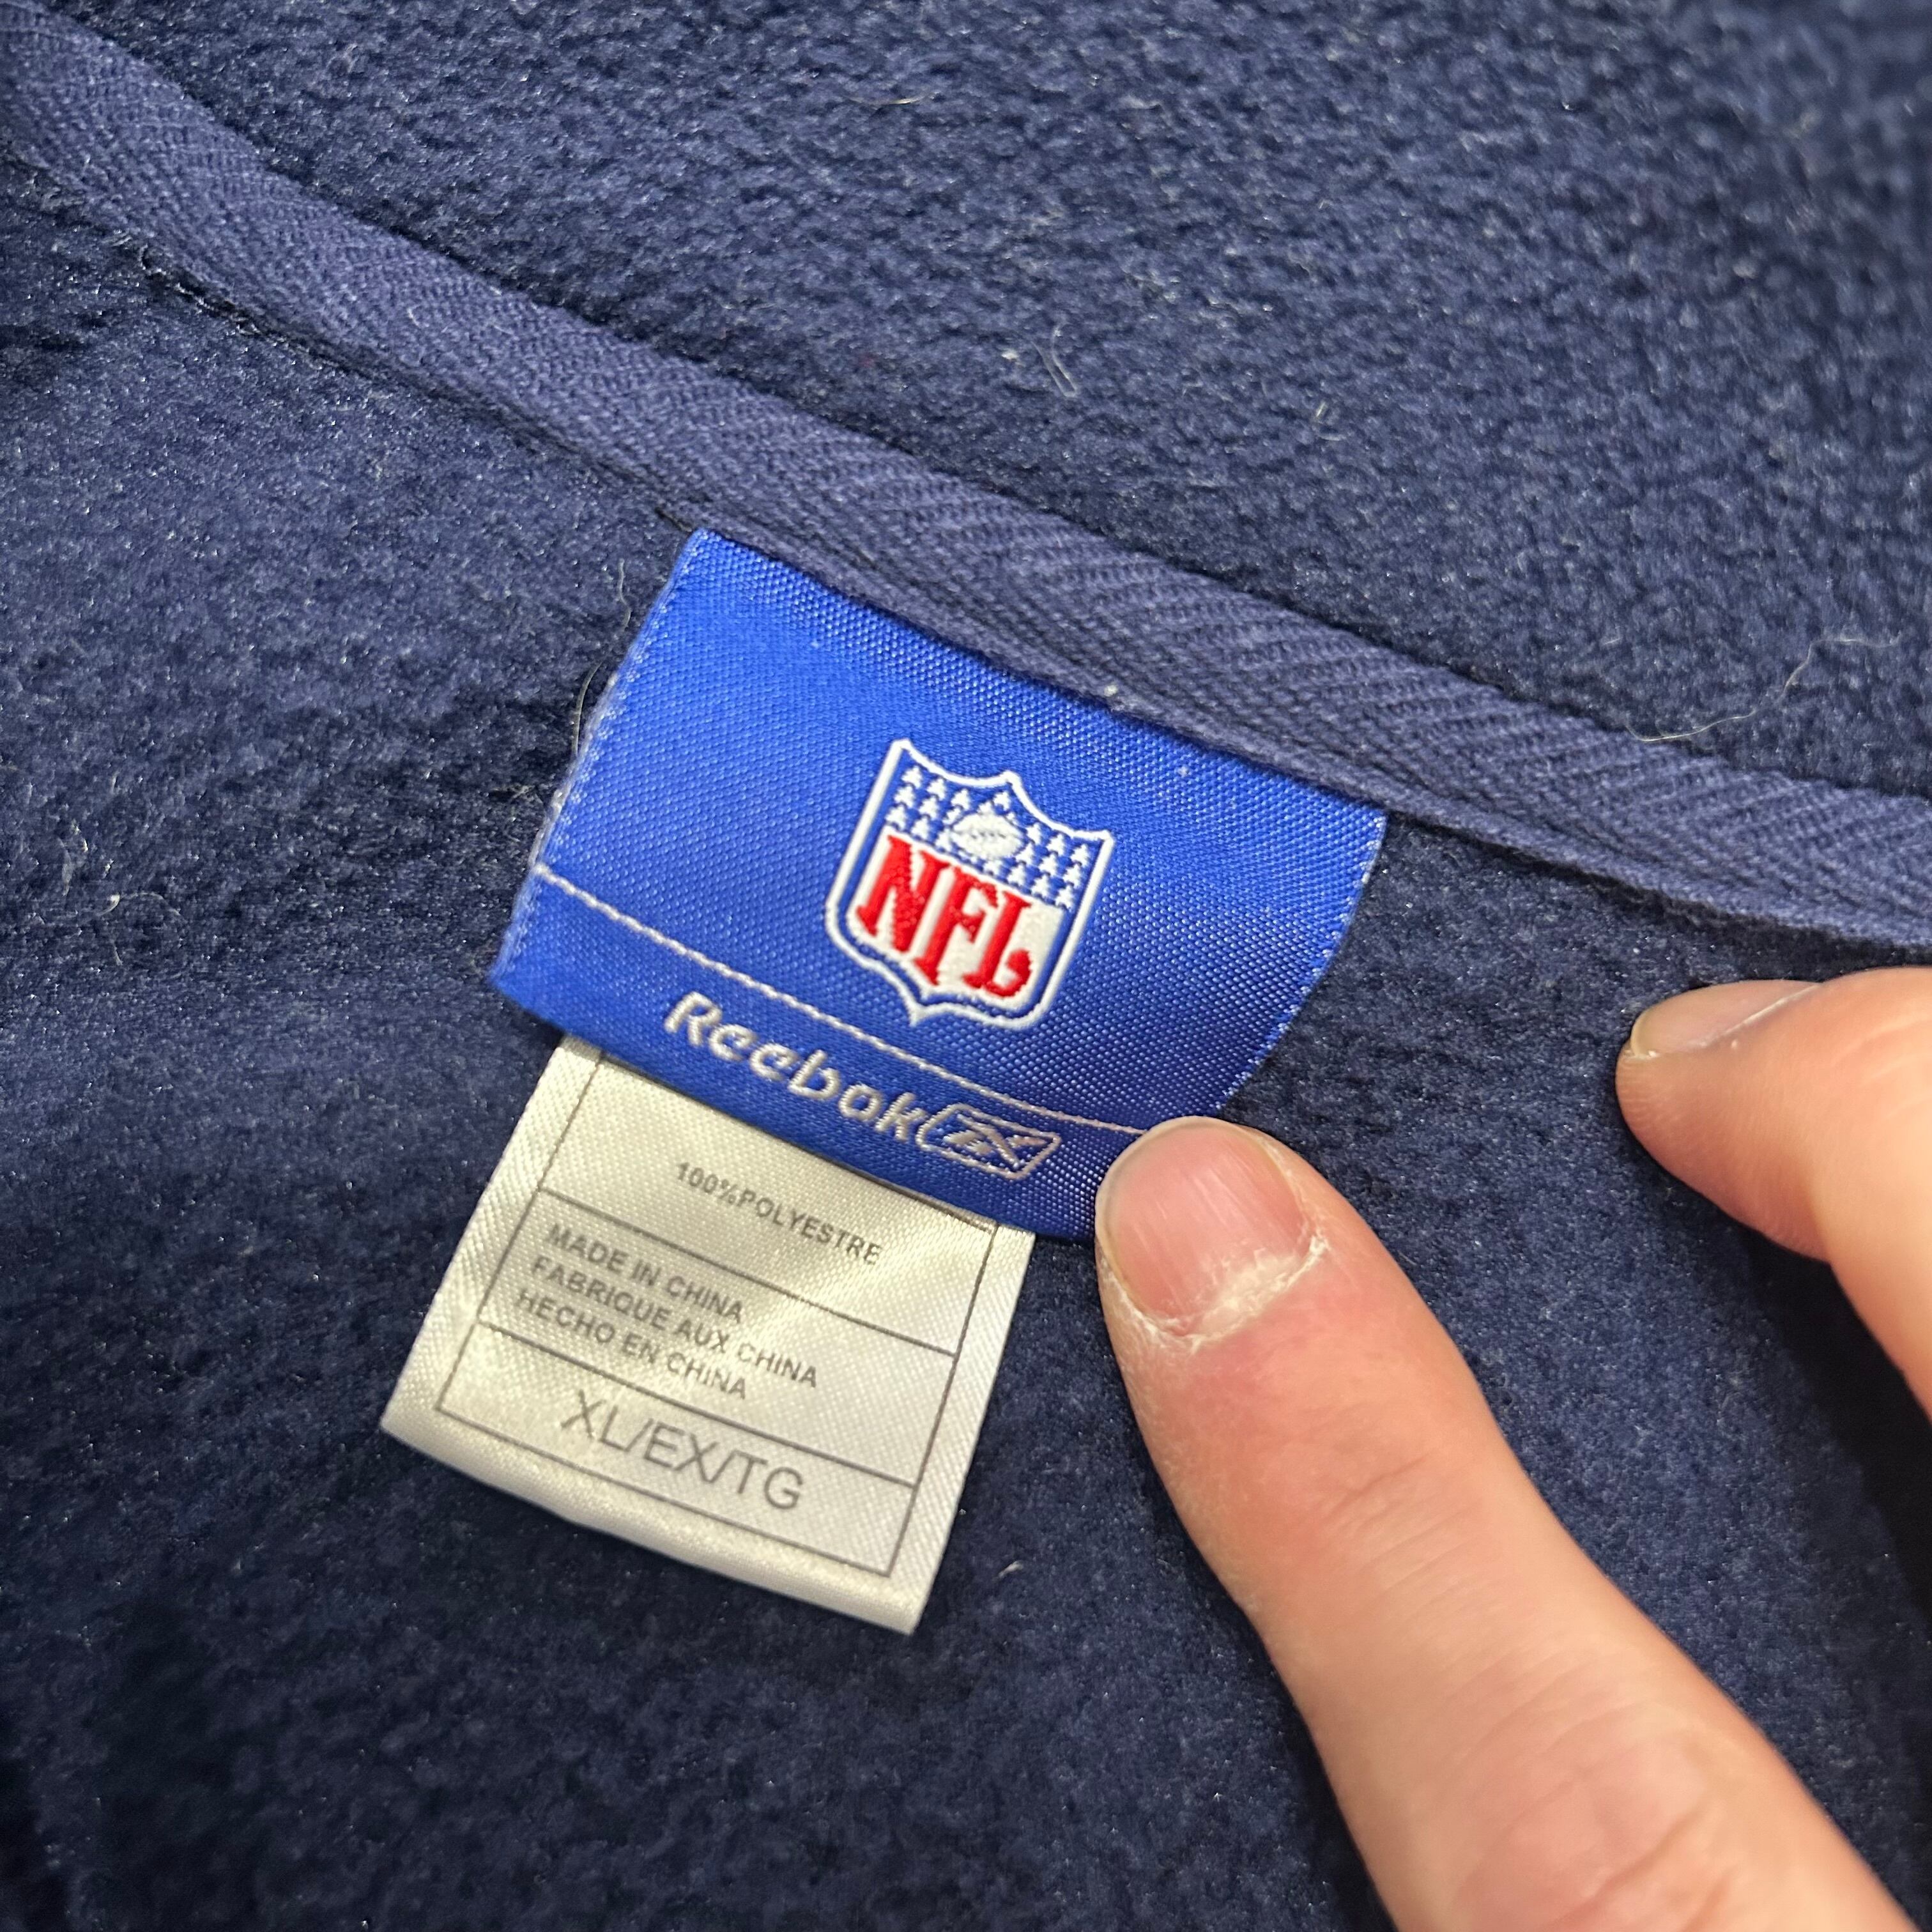 NFL
Reebok
100%POLYESTRE
MADE IN CHINA
FABRIQUE AUX CHINA
HECHO EN CHINA
XL/EX/TG